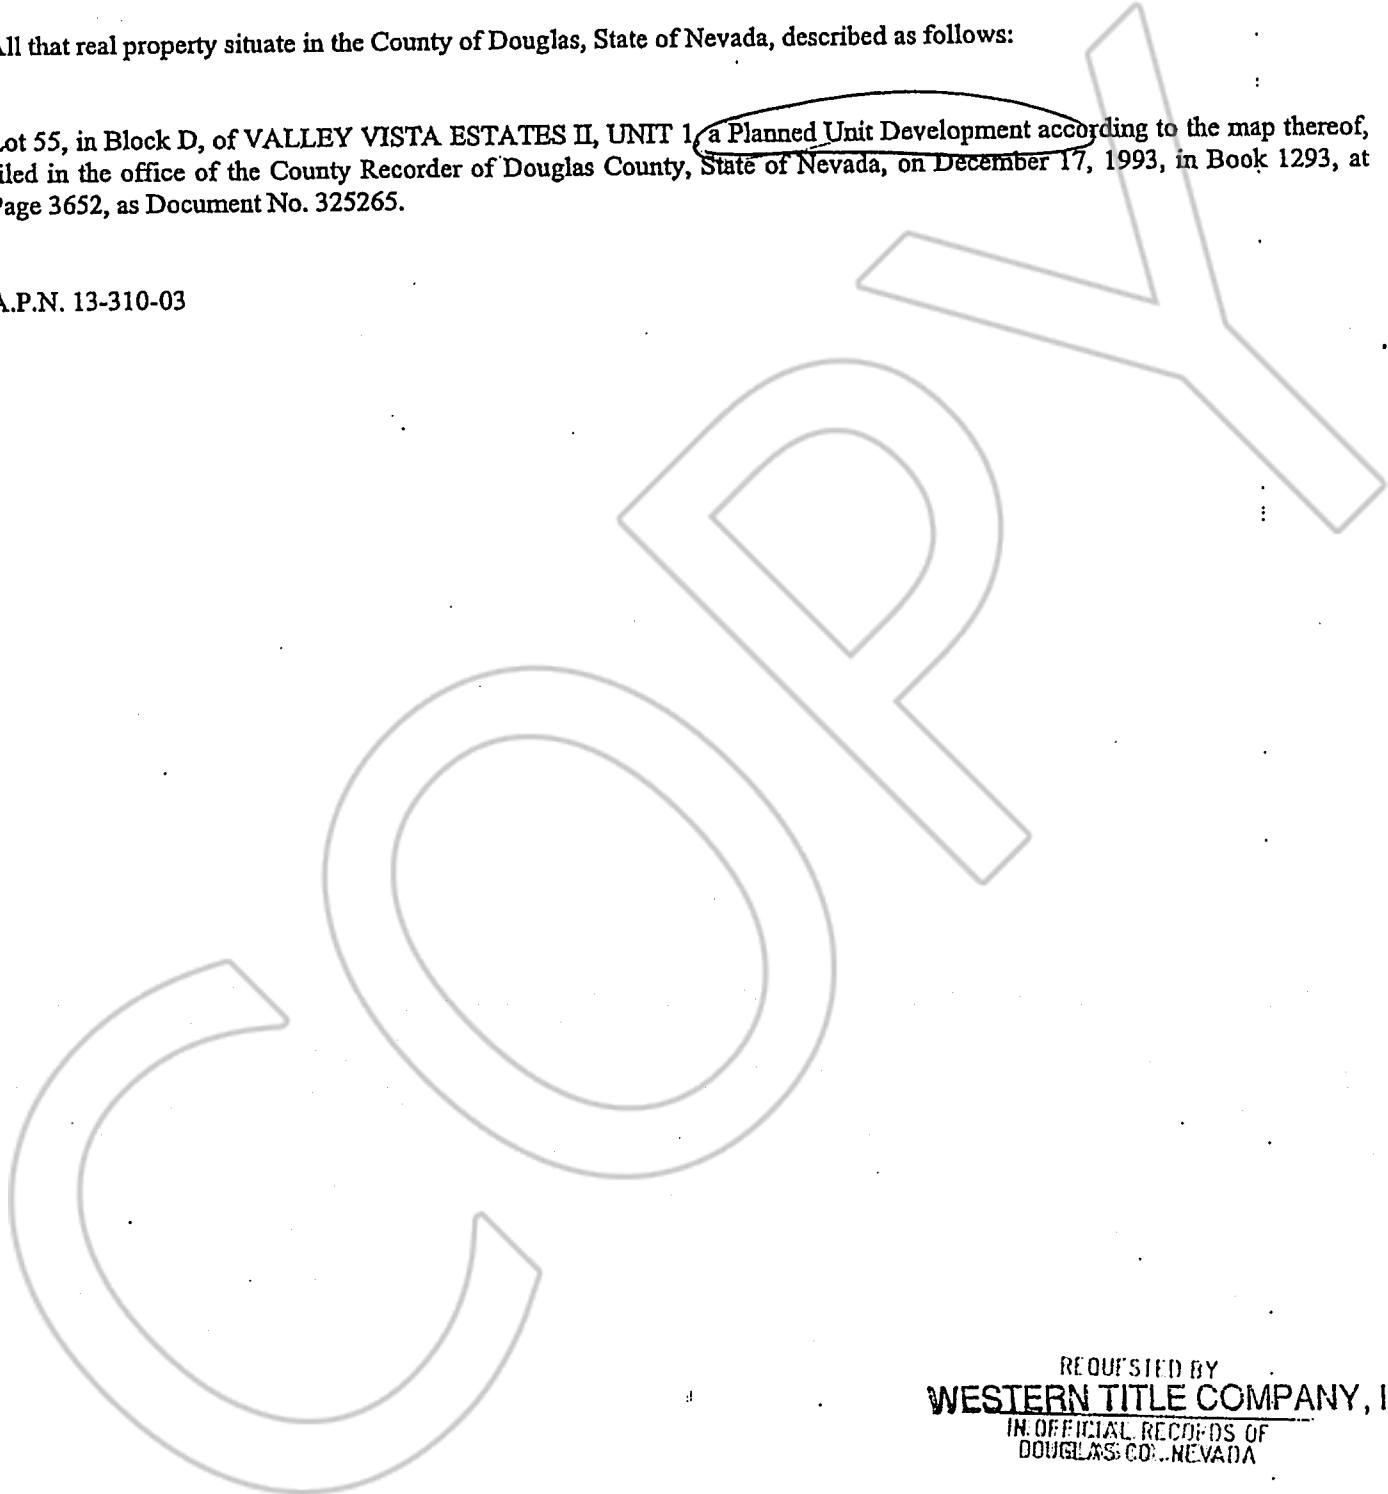 ll that real property situate in the County of Douglas, State of Nevada, described as follows:
ot 55, in Block D, of VALLEY VISTA ESTATES II, UNIT 1, a Planned Unit Development according to the map thereof,
iled in the office of the County Recorder of Douglas County, State of Nevada, on December 17, 1993, in Book 1293, at
Page 3652, as Document No. 325265.
A.P.N. 13-310-03
COPY
REQUESTED BY
WESTERN TITLE COMPANY, I
IN OFFICIAL RECORDS OF
DOUGLAS CO., NEVADA